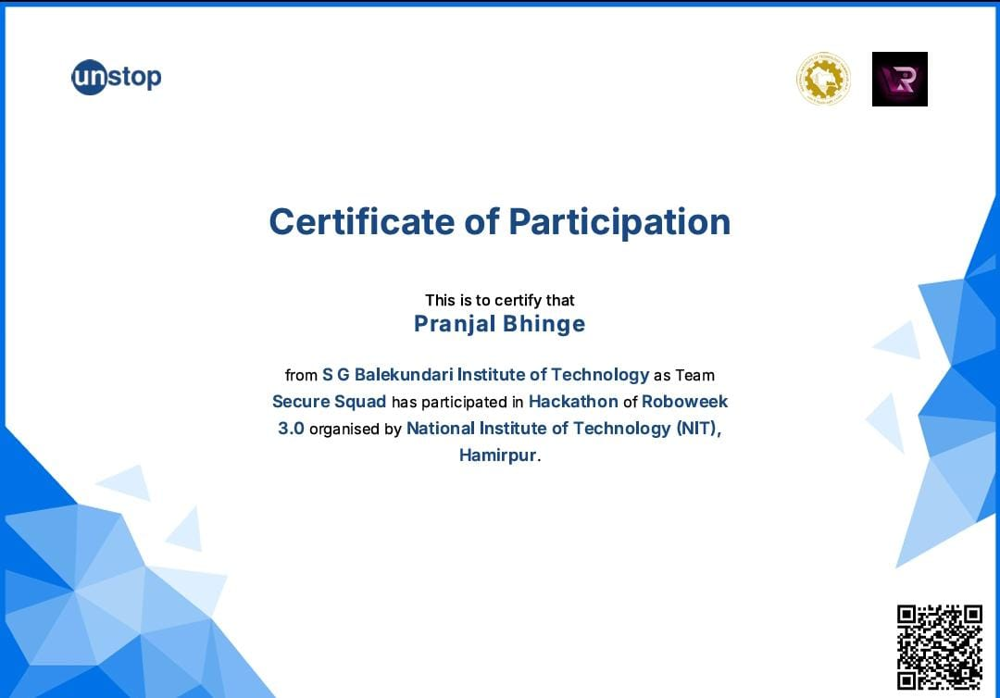 unstop
Certificate of Participation
This is to certify that
Pranjal Bhinge
from S G Balekundari Institute of Technology as Team
Secure Squad has participated in Hackathon of Roboweek
3.0 organised by National Institute of Technology (NIT),
Hamirpur.